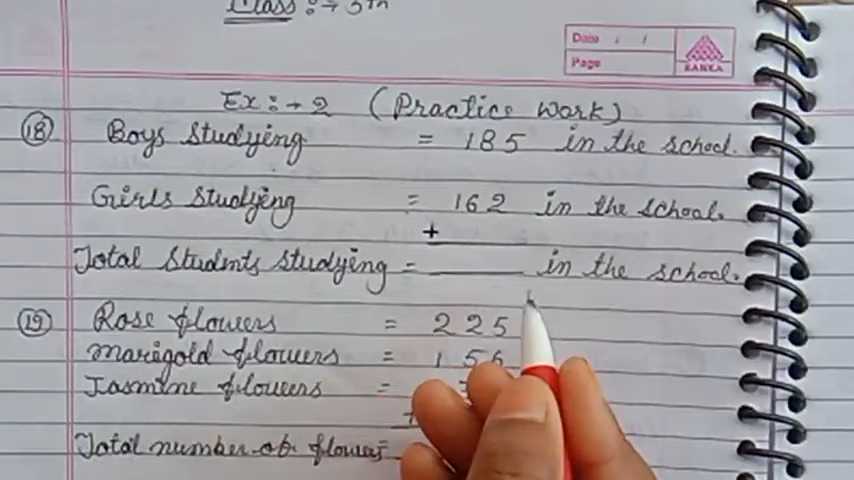 Class :→ 5th
Date / /
Page
RANKA
Ex :→ 2 (Practice Work)
18 Boys studying = 185 in the school.
Girls studying = 162 in the school.
+
Total students studying = ______ in the school.
19 Rose flowers = 225
Marigold flowers = 156
Jasmine flowers =
+
Total number of flowers =